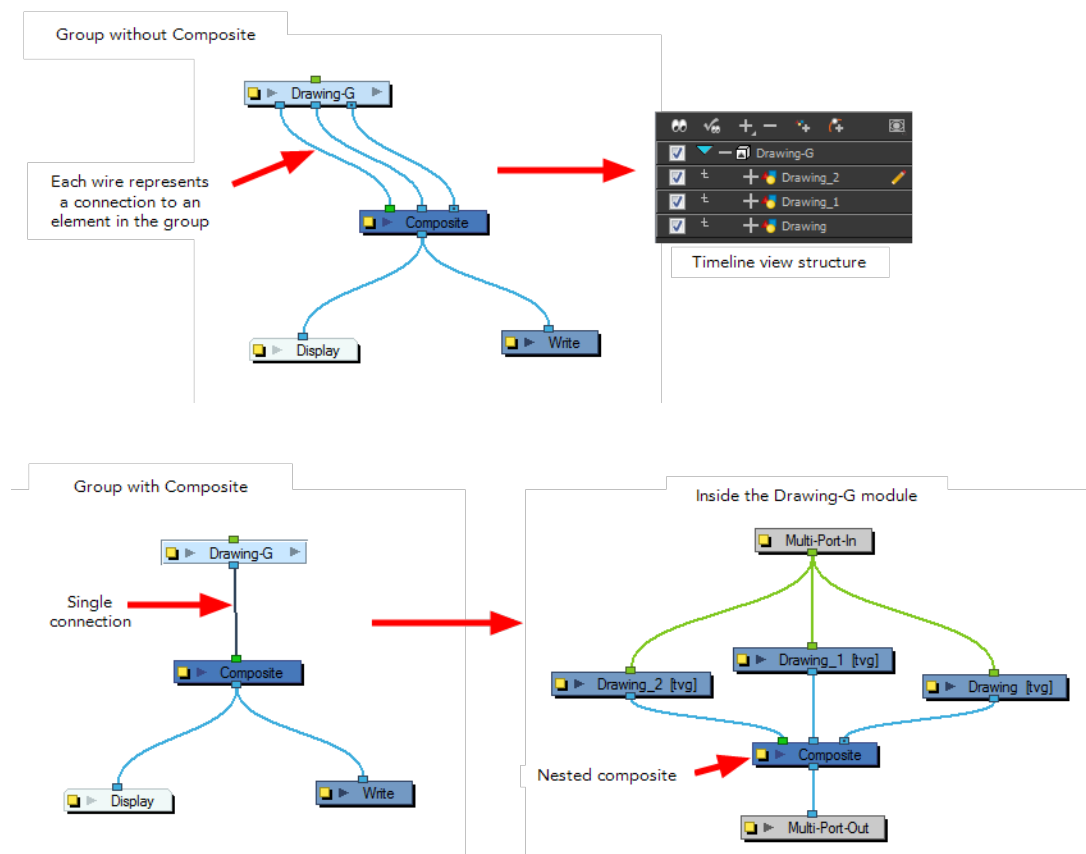 Group without Composite
Drawing-G
Each wire represents
a connection to an
element in the group
Composite
Display
Write
Drawing-G
Drawing_2
Drawing_1
Drawing
Timeline view structure
Group with Composite
Drawing-G
Single
connection
Composite
Display
Write
Inside the Drawing-G module
Multi-Port-In
Drawing_2 [tvg]
Drawing_1 [tvg]
Drawing [tvg]
Nested composite
Composite
Multi-Port-Out